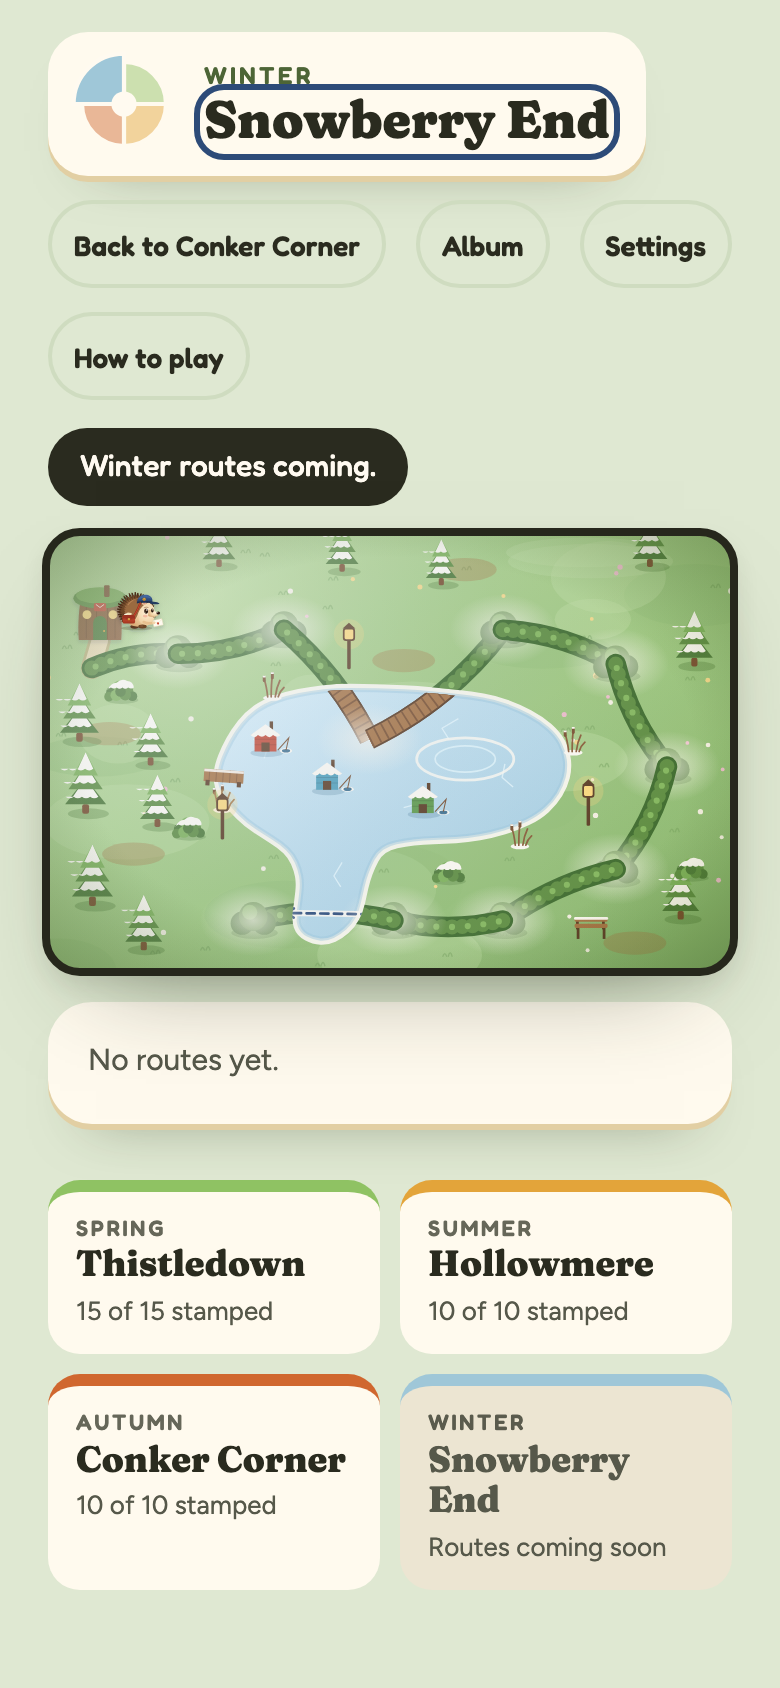 WINTER
Snowberry End
Back to Conker Corner
Album
Settings
How to play
Winter routes coming.
No routes yet.
SPRING
Thistledown
15 of 15 stamped
SUMMER
Hollowmere
10 of 10 stamped
AUTUMN
Conker Corner
10 of 10 stamped
WINTER
Snowberry
End
Routes coming soon